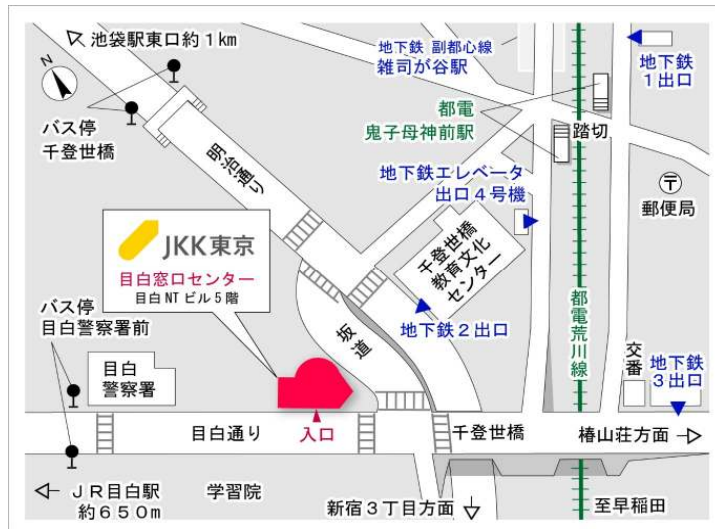 池袋駅東口約1km
地下鉄 副都心線
雑司が谷駅
地下鉄
1出口
N
バス停
千登世橋
都電
鬼子母神前駅
踏切
明治通り
地下鉄エレベータ
出口4号機
〒
郵便局
JKK東京
目白窓口センター
目白NTビル5階
千登世橋
教育文化
センター
バス停
目白警察署前
坂道
地下鉄2出口
都電荒川線
目白
警察署
交番
地下鉄
3出口
目白通り
入口
千登世橋
椿山荘方面
JR目白駅
約650m
学習院
新宿3丁目方面
至早稲田